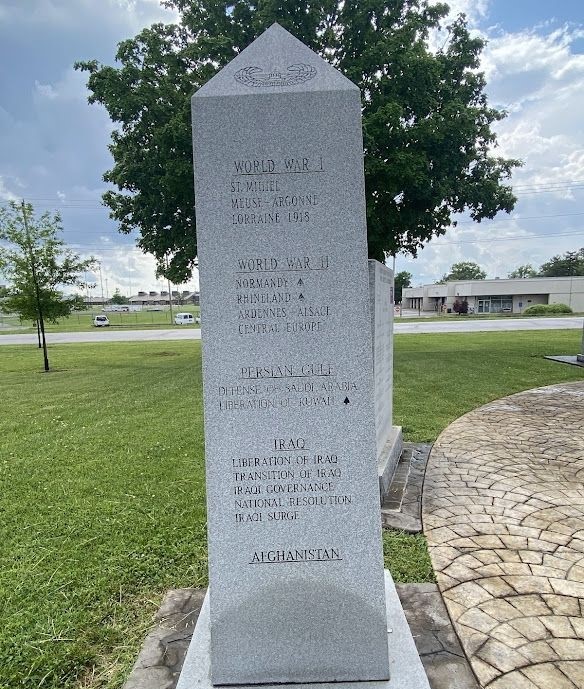 WORLD WAR I
ST. MIHIEL
MEUSE-ARGONNE
LORRAINE 1918
WORLD WAR II
NORMANDY
RHINELAND
ARDENNES ALSACE
CENTRAL EUROPE
PERSIAN GULF
DEFENSE OF SAUDI ARABIA
LIBERATION OF KUWAIT
IRAQ
LIBERATION OF IRAQ
TRANSITION OF IRAQ
IRAQI GOVERNANCE
NATIONAL RESOLUTION
IRAQI SURGE
AFGHANISTAN